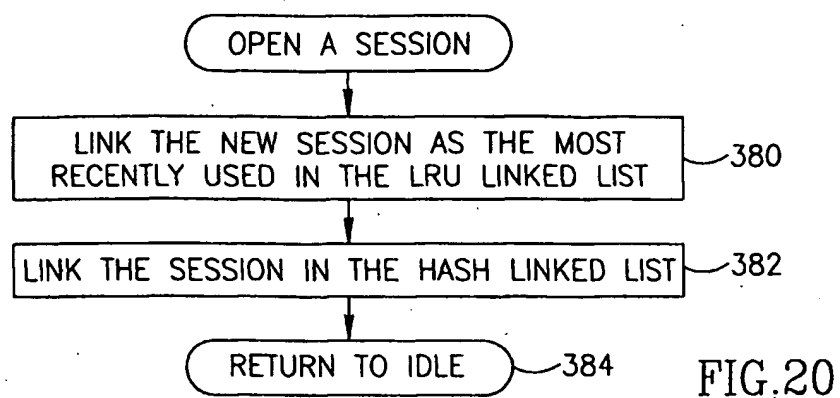 OPEN A SESSION
LINK THE NEW SESSION AS THE MOST
RECENTLY USED IN THE LRU LINKED LIST
380
LINK THE SESSION IN THE HASH LINKED LIST
382
RETURN TO IDLE
384
FIG.20